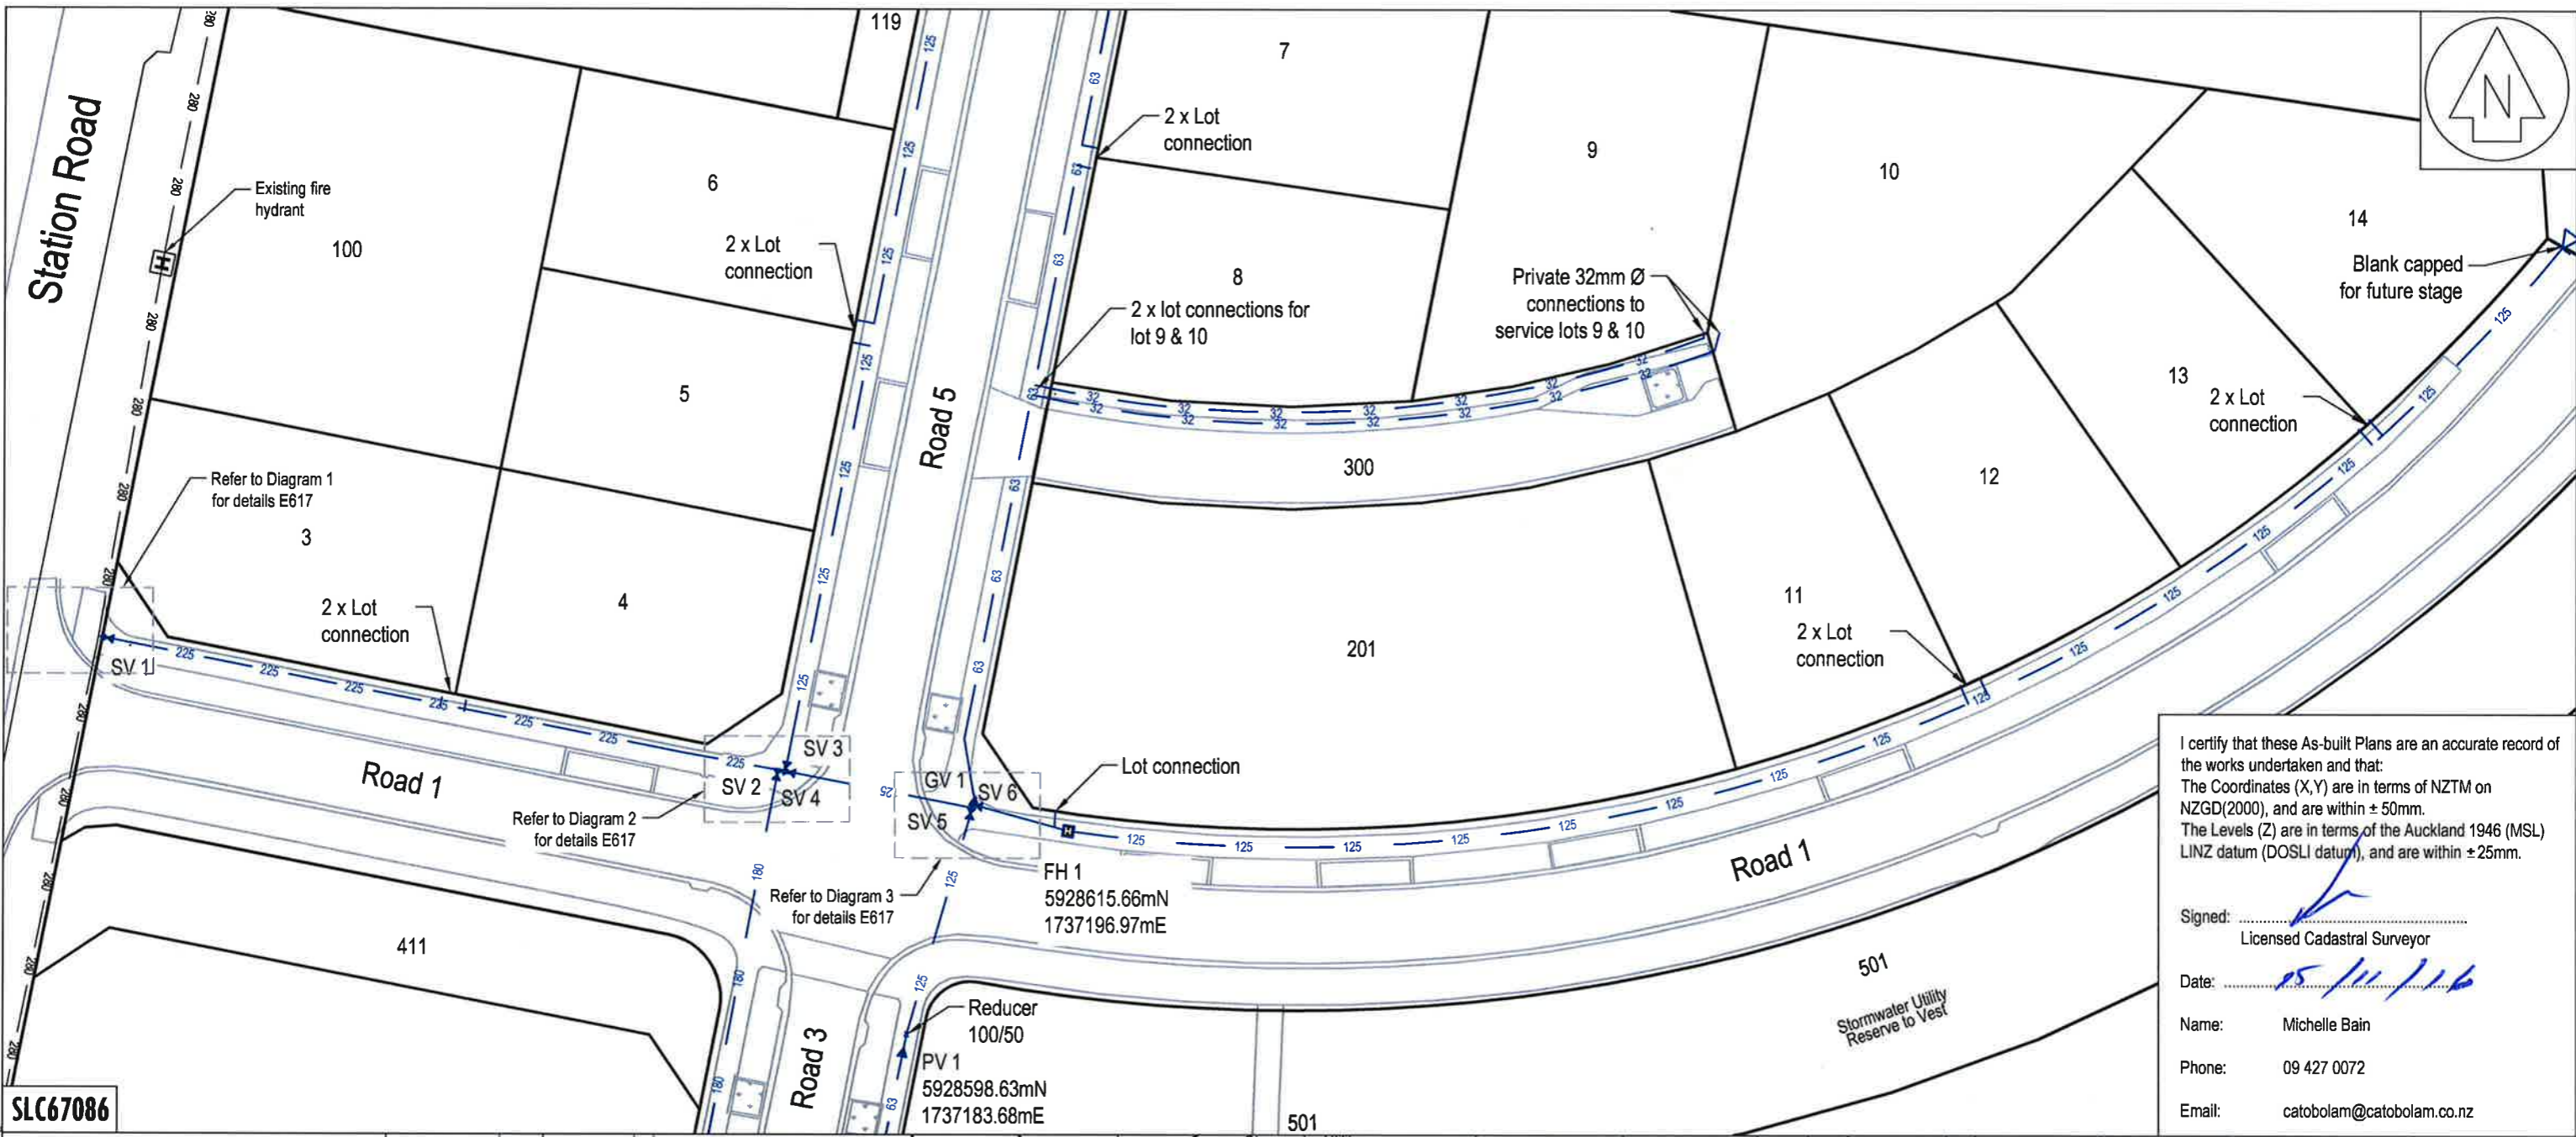 119
7
N
280
125
63
Station Road
2 x Lot
connection
9
10
14
6
Existing fire
hydrant
100
2 x Lot
connection
8
Private 32mm Ø
connections to
service lots 9 & 10
Blank capped
for future stage
2 x lot connections for
lot 9 & 10
5
Road 5
32
13
2 x Lot
connection
300
12
Refer to Diagram 1
for details E617
3
4
2 x Lot
connection
11
2 x Lot
connection
201
SV 1
225
SV 3
SV 2
SV 4
Road 1
GV 1
SV 6
SV 5
25
Lot connection
Refer to Diagram 2
for details E617
FH 1
5928615.66mN
1737196.97mE
H
Road 1
Refer to Diagram 3
for details E617
180
411
501
Stormwater Utility
Reserve to Vest
Reducer
100/50
Road 3
PV 1
5928598.63mN
1737183.68mE
501
SLC67086
I certify that these As-built Plans are an accurate record of
the works undertaken and that:
The Coordinates (X,Y) are in terms of NZTM on
NZGD(2000), and are within ± 50mm.
The Levels (Z) are in terms of the Auckland 1946 (MSL)
LINZ datum (DOSLI datum), and are within ±25mm.
Signed:
Licensed Cadastral Surveyor
Date: /11/16
Name: Michelle Bain
Phone: 09 427 0072
Email: catobolam@catobolam.co.nz